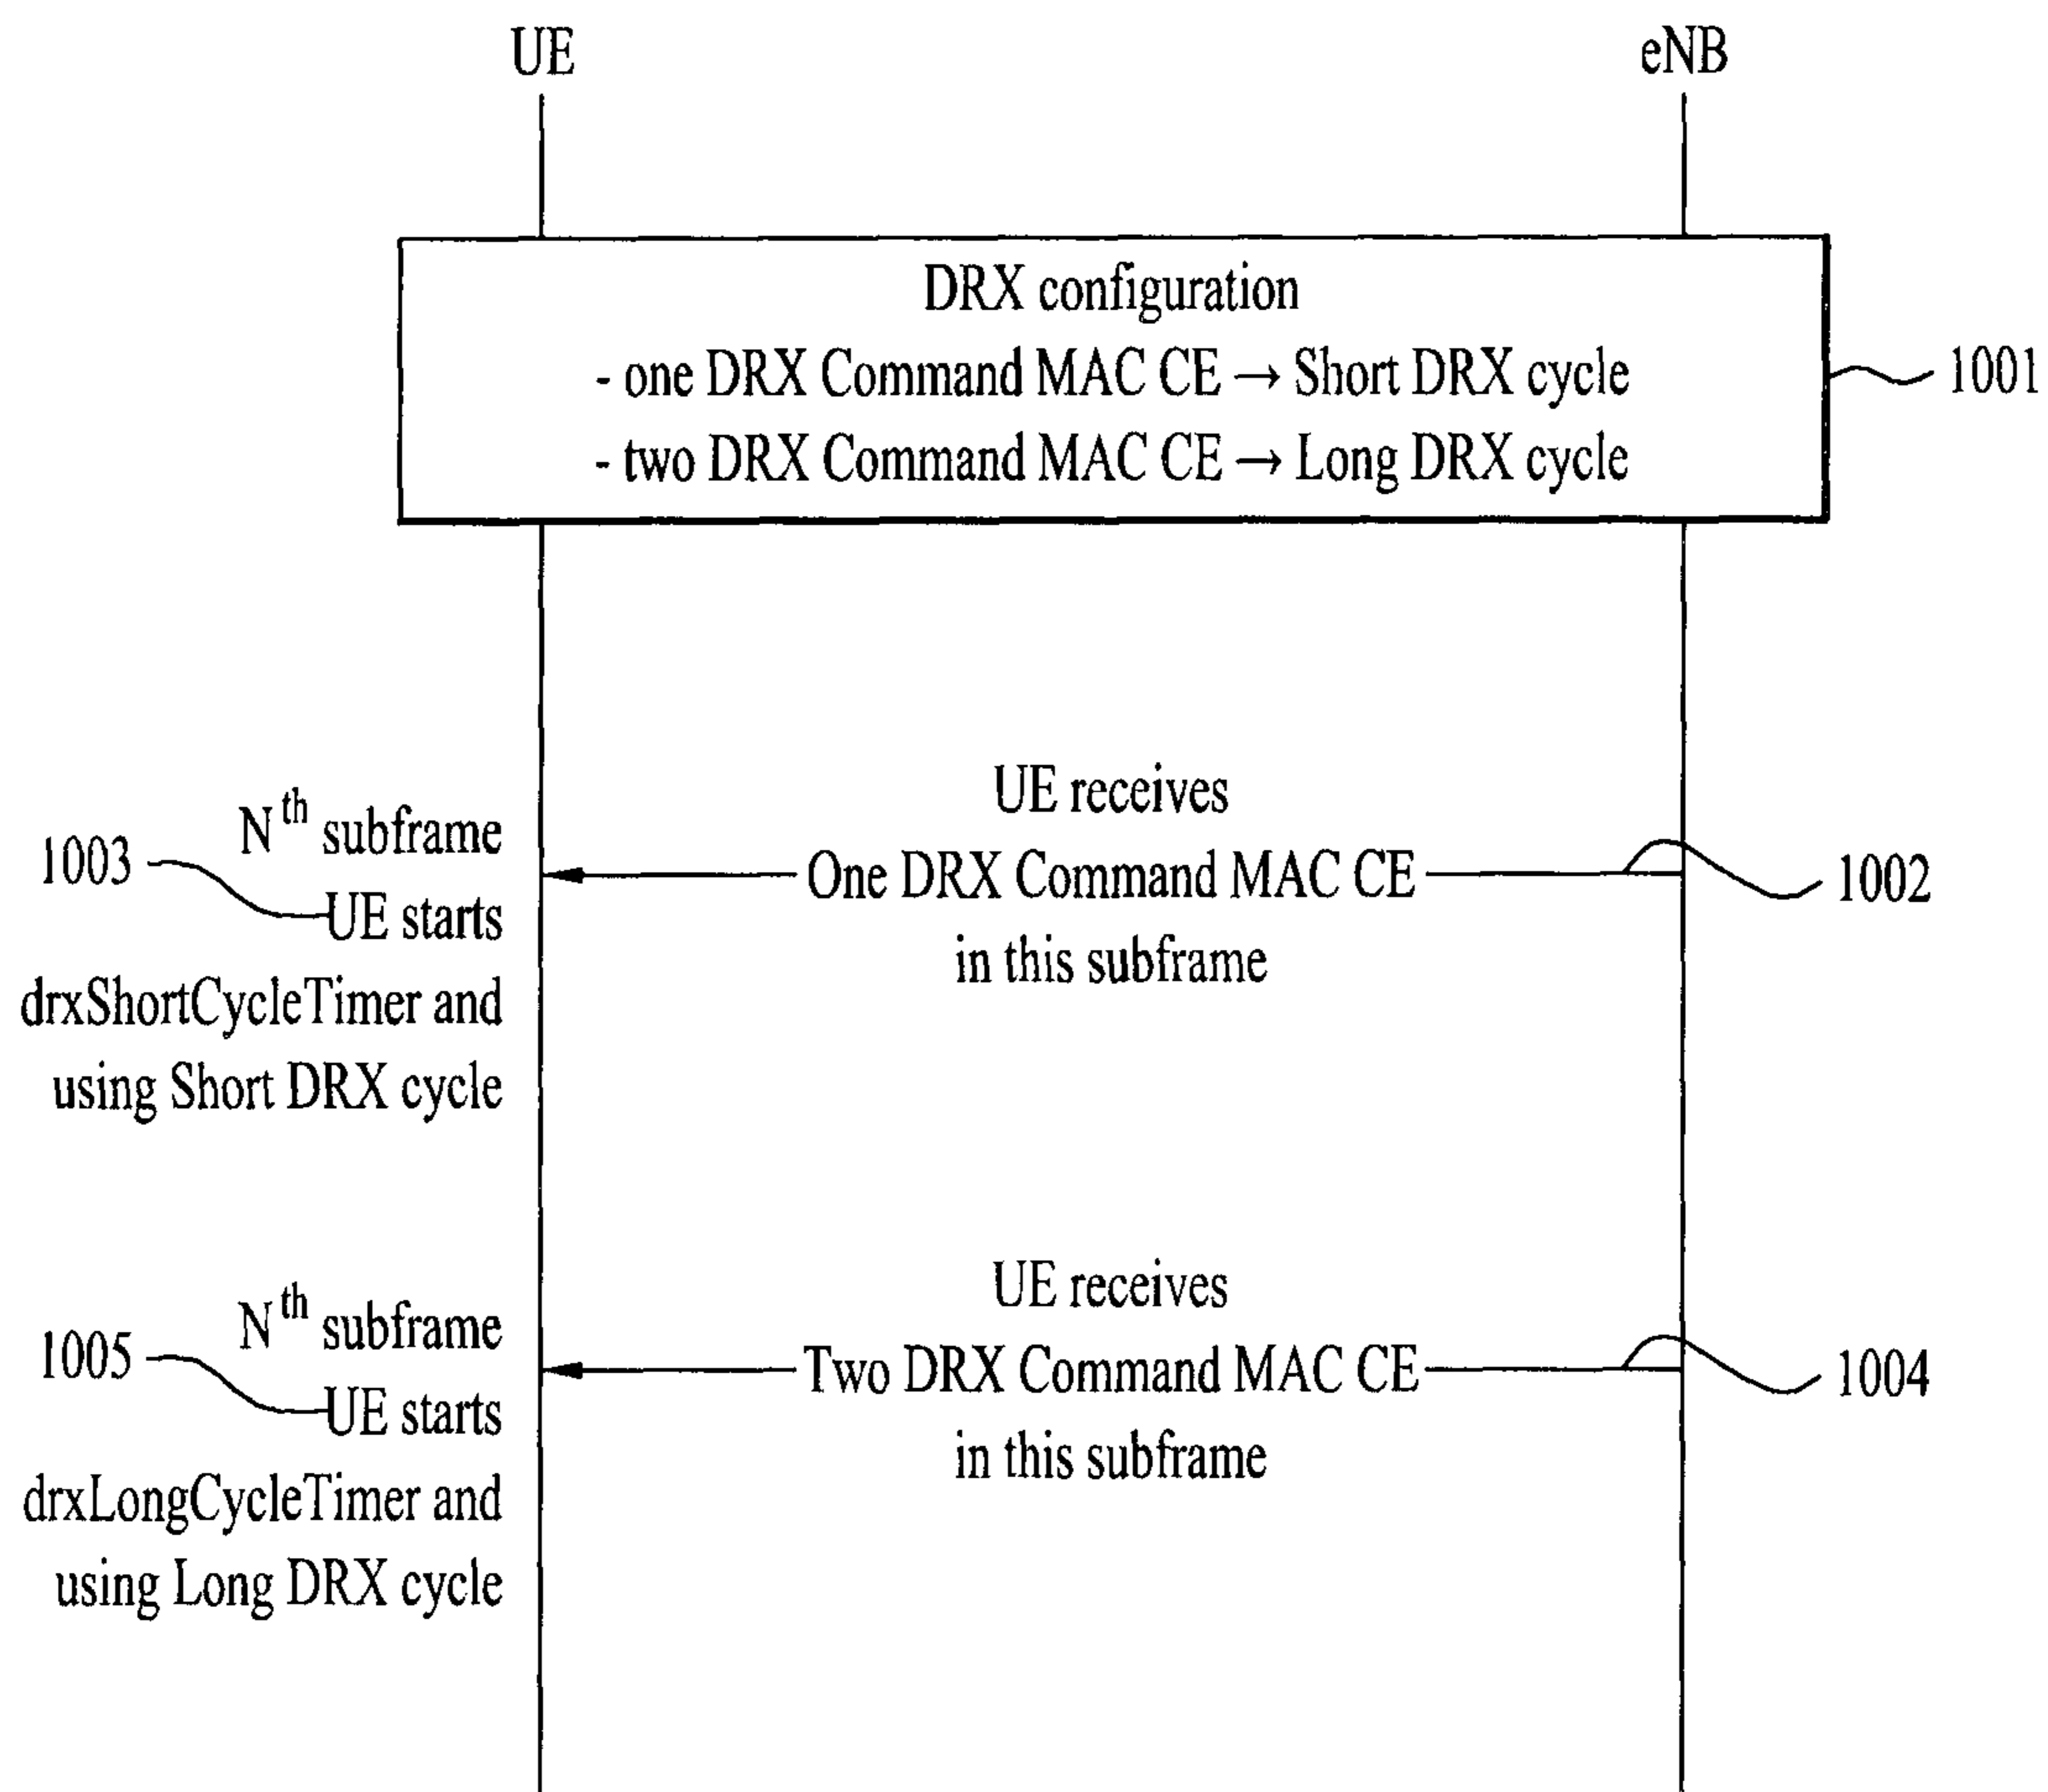 UE
eNB
DRX configuration
- one DRX Command MAC CE → Short DRX cycle
- two DRX Command MAC CE → Long DRX cycle
1001
UE receives
One DRX Command MAC CE
in this subframe
1002
N th subframe
1003
UE starts
drxShortCycleTimer and
using Short DRX cycle
UE receives
Two DRX Command MAC CE
in this subframe
1004
N th subframe
1005
UE starts
drxLongCycleTimer and
using Long DRX cycle